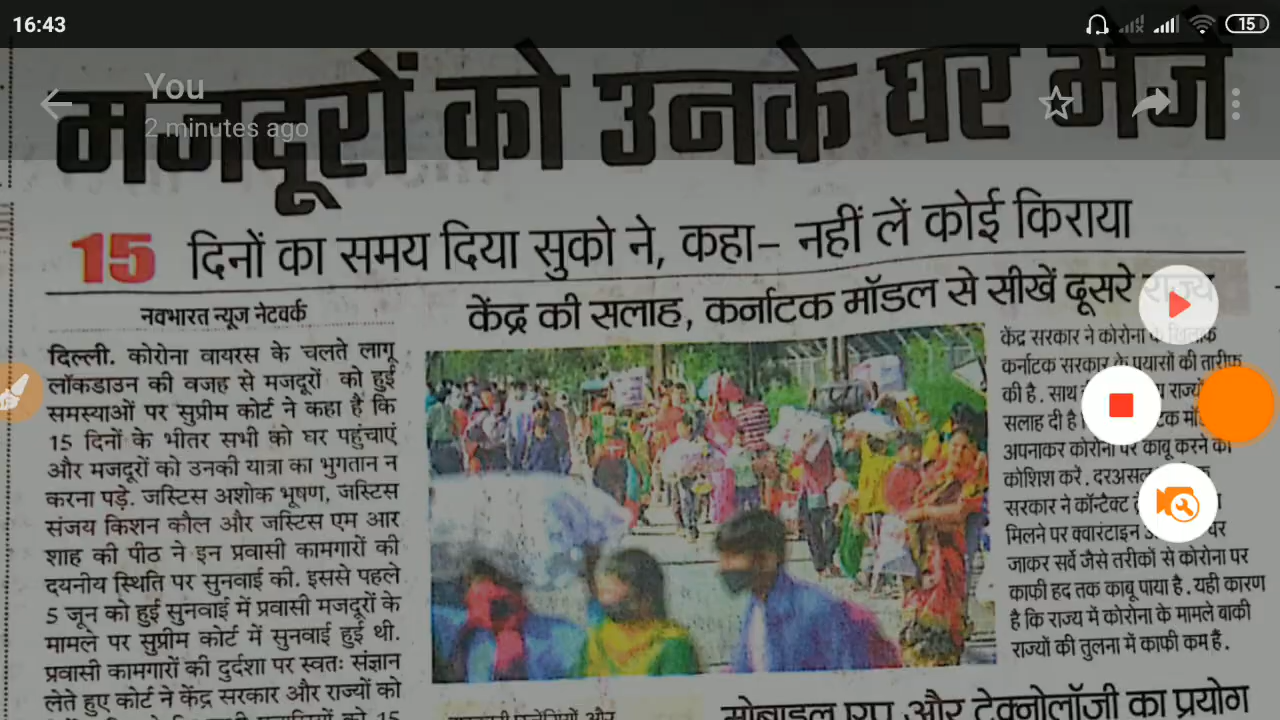 16:43
15
You
2 minutes ago
मजदूरों को उनके घर भेजें
15 दिनों का समय दिया सुको ने, कहा– नहीं लें कोई किराया
नवभारत न्यूज नेटवर्क
दिल्ली. कोरोना वायरस के चलते लागू
लॉकडाउन की वजह से मजदूरों को हुई
समस्याओं पर सुप्रीम कोर्ट ने कहा है कि
15 दिनों के भीतर सभी को घर पहुंचाएं
और मजदूरों को उनकी यात्रा का भुगतान न
करना पड़े. जस्टिस अशोक भूषण, जस्टिस
संजय किशन कौल और जस्टिस एम आर
शाह की पीठ ने इन प्रवासी कामगारों की
दयनीय स्थिति पर सुनवाई की. इससे पहले
5 जून को हुई सुनवाई में प्रवासी मजदूरों के
मामले पर सुप्रीम कोर्ट में सुनवाई हुई थी.
प्रवासी कामगारों की दुर्दशा पर स्वतः संज्ञान
लेते हुए कोर्ट ने केंद्र सरकार और राज्यों को
15
केंद्र की सलाह, कर्नाटक मॉडल से सीखें दूसरे राज्य
केंद्र सरकार ने कोरोना के खिलाफ
कर्नाटक सरकार के प्रयासों की तारीफ
की है. साथ राज्यों
सलाह दी है
अपनाकर कोरोना पर काबू करने की
कोशिश करें. दरअसल
सरकार ने कॉन्टैक्ट
मिलने पर क्वारंटाइन घर
जाकर सर्वे जैसे तरीकों से कोरोना पर
काफी हद तक काबू पाया है. यही कारण
है कि राज्य में कोरोना के मामले बाकी
राज्यों की तुलना में काफी कम हैं.
मोबाइल एप और टेक्नोलॉजी का प्रयोग